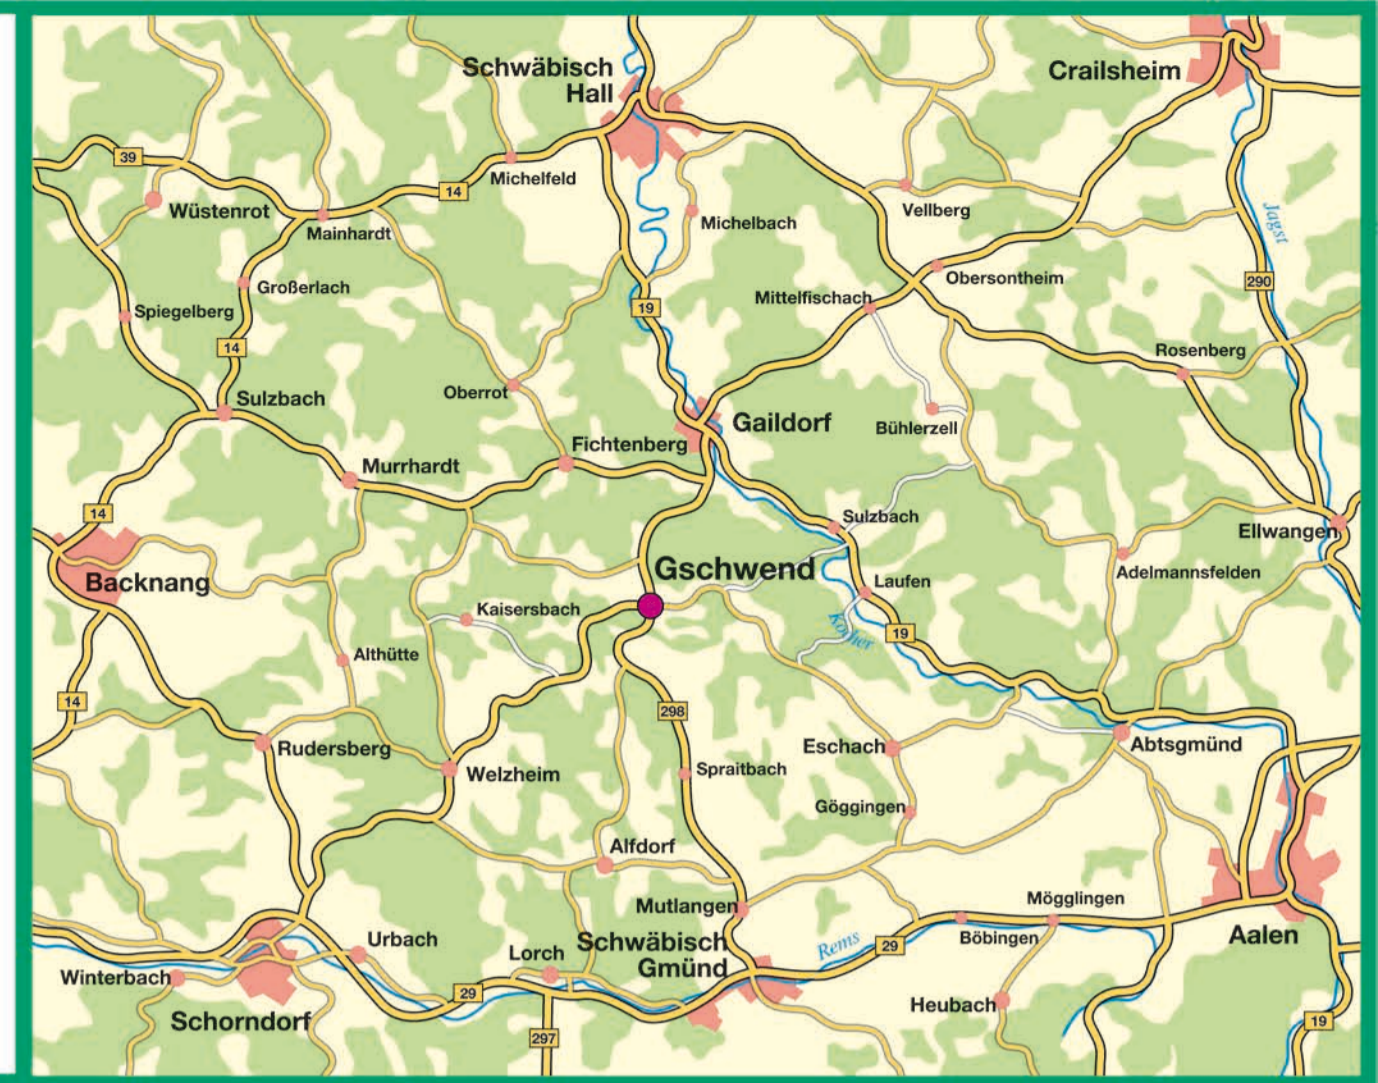 Schwäbisch
Hall
Crailsheim
39
Michelfeld
14
Wüstenrot
Mainhardt
Vellberg
Michelbach
Jagst
Großerlach
Spiegelberg
19
Mittelfischach
Obersontheim
290
14
Rosenberg
Oberrot
Sulzbach
Gaildorf
Bühlerzell
Fichtenberg
Murrhardt
14
Sulzbach
Ellwangen
Backnang
Gschwend
Laufen
Adelmannsfelden
Kaisersbach
Kocher
19
Althütte
14
298
Rudersberg
Welzheim
Spraitbach
Eschach
Abtsgmünd
Göggingen
Alfdorf
Mutlangen
Mögglingen
Urbach
Lorch
Schwäbisch
Gmünd
Rems
29
Böbingen
Aalen
Winterbach
29
Heubach
Schorndorf
297
19